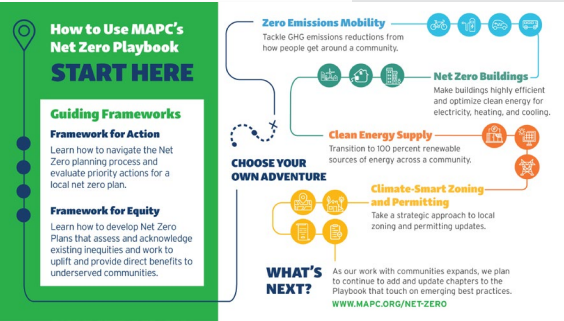 How to Use MAPC's
Net Zero Playbook
START HERE
Guiding Frameworks
Framework for Action
Learn how to navigate the Net
Zero planning process and
evaluate priority actions for a
local net zero plan.
Framework for Equity
Learn how to develop Net Zero
Plans that assess and acknowledge
existing inequities and work to
uplift and provide direct benefits to
underserved communities.
CHOOSE YOUR
OWN ADVENTURE
Zero Emissions Mobility
Tackle GHG emissions reductions from
how people get around a community.
Net Zero Buildings
Make buildings highly efficient
and optimize clean energy for
electricity, heating, and cooling.
Clean Energy Supply
Transition to 100 percent renewable
sources of energy across a community.
Climate-Smart Zoning
and Permitting
Take a strategic approach to local
zoning and permitting updates.
WHAT'S
NEXT?
As our work with communities expands, we plan
to continue to add and update chapters to the
Playbook that touch on emerging best practices.
WWW.MAPC.ORG/NET-ZERO